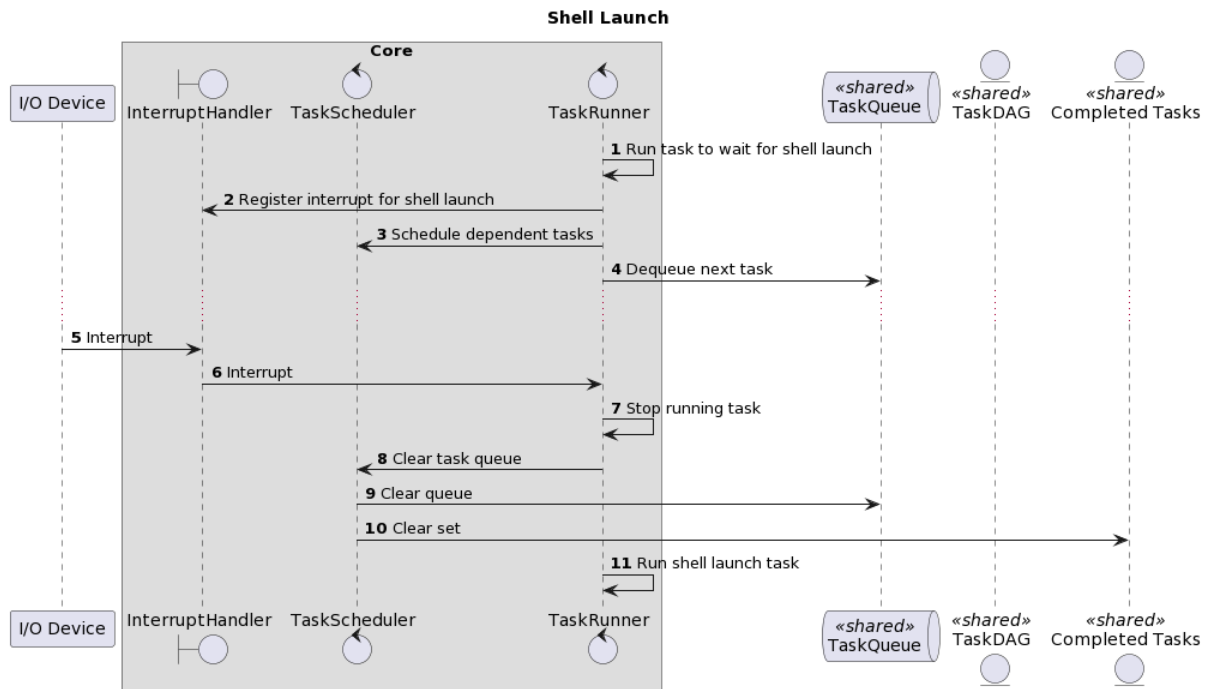 Shell Launch
Core
I/O Device
InterruptHandler
TaskScheduler
TaskRunner
«shared»
TaskQueue
«shared»
TaskDAG
«shared»
Completed Tasks
1 Run task to wait for shell launch
2 Register interrupt for shell launch
3 Schedule dependent tasks
4 Dequeue next task
5 Interrupt
6 Interrupt
7 Stop running task
8 Clear task queue
9 Clear queue
10 Clear set
11 Run shell launch task
I/O Device
InterruptHandler
TaskScheduler
TaskRunner
«shared»
TaskQueue
«shared»
TaskDAG
«shared»
Completed Tasks